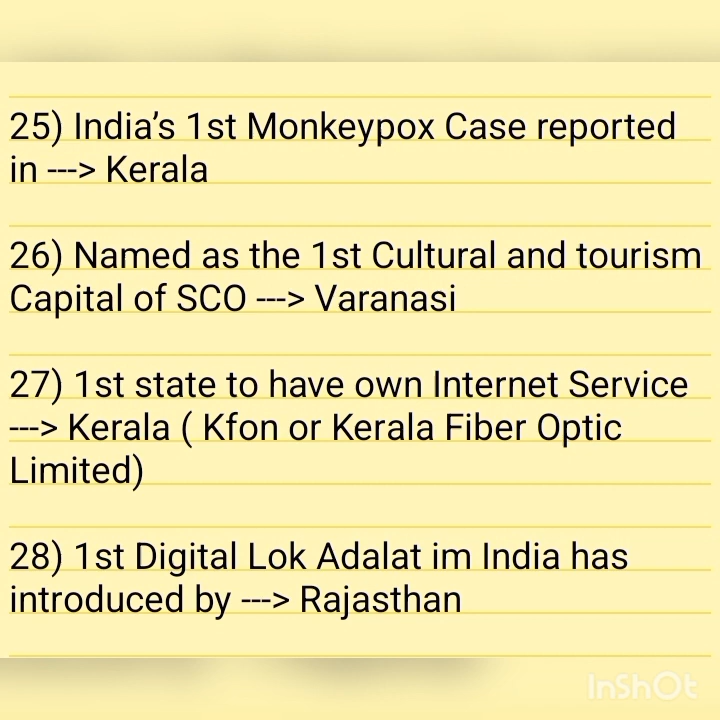 25) India’s 1st Monkeypox Case reported
in ---> Kerala
26) Named as the 1st Cultural and tourism
Capital of SCO ---> Varanasi
27) 1st state to have own Internet Service
---> Kerala ( Kfon or Kerala Fiber Optic
Limited)
28) 1st Digital Lok Adalat im India has
introduced by ---> Rajasthan
InShOt